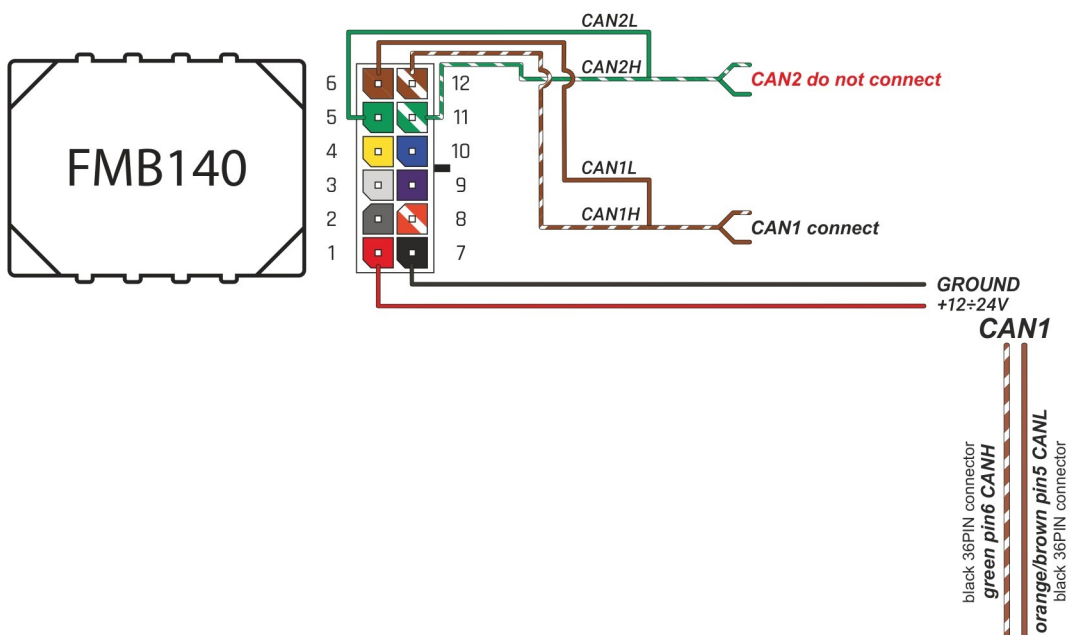 CAN2L
CAN2H
CAN2 do not connect
FMB140
6 12
5 11
4 10
3 9
2 8
1 7
CAN1L
CAN1H
CAN1 connect
GROUND
+12÷24V
CAN1
black 36PIN connector
green pin6 CANH
orange/brown pin5 CANL
black 36PIN connector